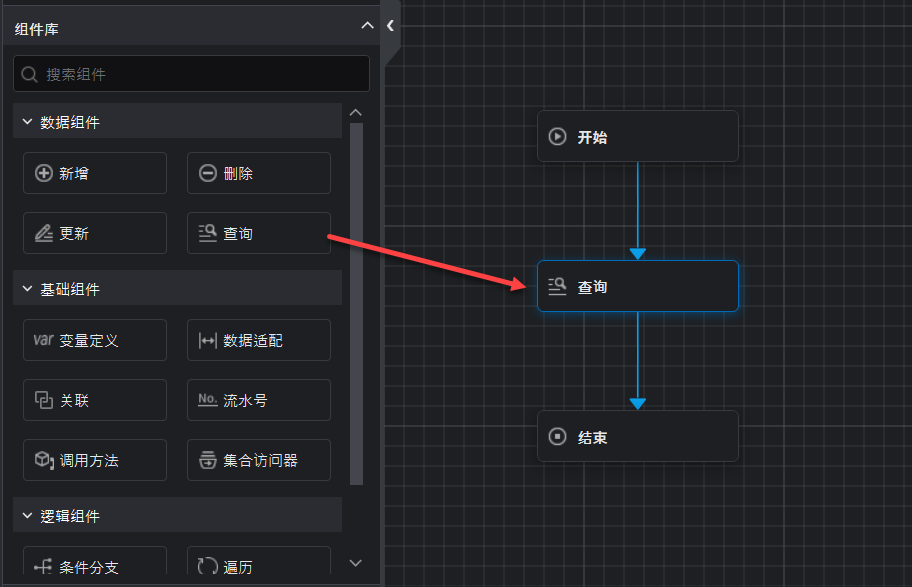 组件库
搜索组件
数据组件
新增
删除
更新
查询
基础组件
var 变量定义
数据适配
关联
No. 流水号
调用方法
集合访问器
逻辑组件
条件分支
遍历
开始
查询
结束